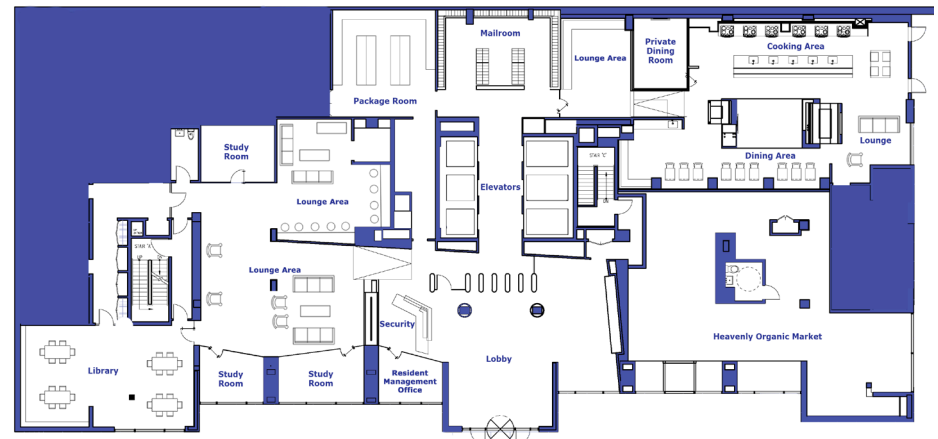 Mailroom
Private
Dining
Room
Cooking Area
Lounge Area
Package Room
Study
Room
Dining Area
Lounge
Elevators
Lounge Area
STAIR "A"
Lounge Area
Security
Heavenly Organic Market
Lobby
Library
Study
Room
Study
Room
Resident
Management
Office